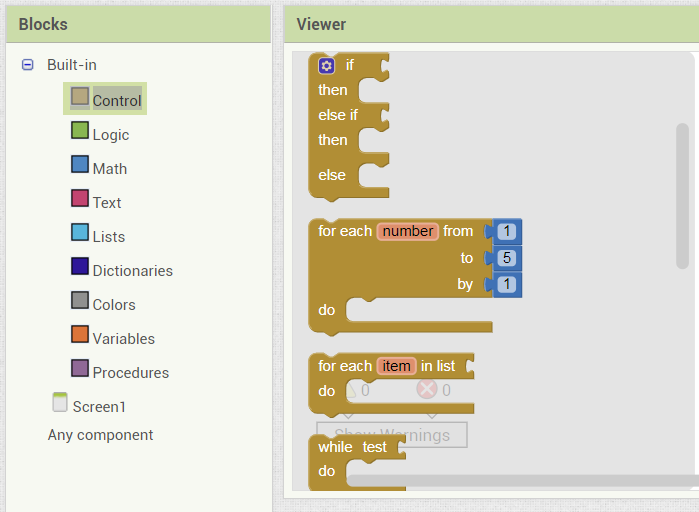 Blocks
Viewer
Built-in
Control
Logic
Math
Text
Lists
Dictionaries
Colors
Variables
Procedures
Screen1
Any component
if
then
else if
then
else
for each number from 1
to 5
by 1
do
for each item in list
do
0 0
Show Warnings
while test
do